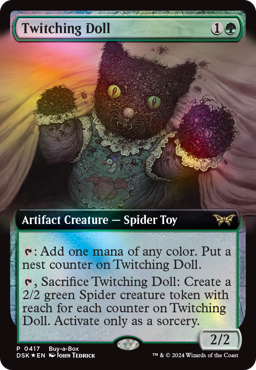 Twitching Doll 1
Artifact Creature — Spider Toy
: Add one mana of any color. Put a
nest counter on Twitching Doll.
, Sacrifice Twitching Doll: Create a
2/2 green Spider creature token with
reach for each counter on Twitching
Doll. Activate only as a sorcery.
2/2
P 0417 Buy-a-Box
DSK EN JOHN TEDRICK
™ & © 2024 Wizards of the Coast